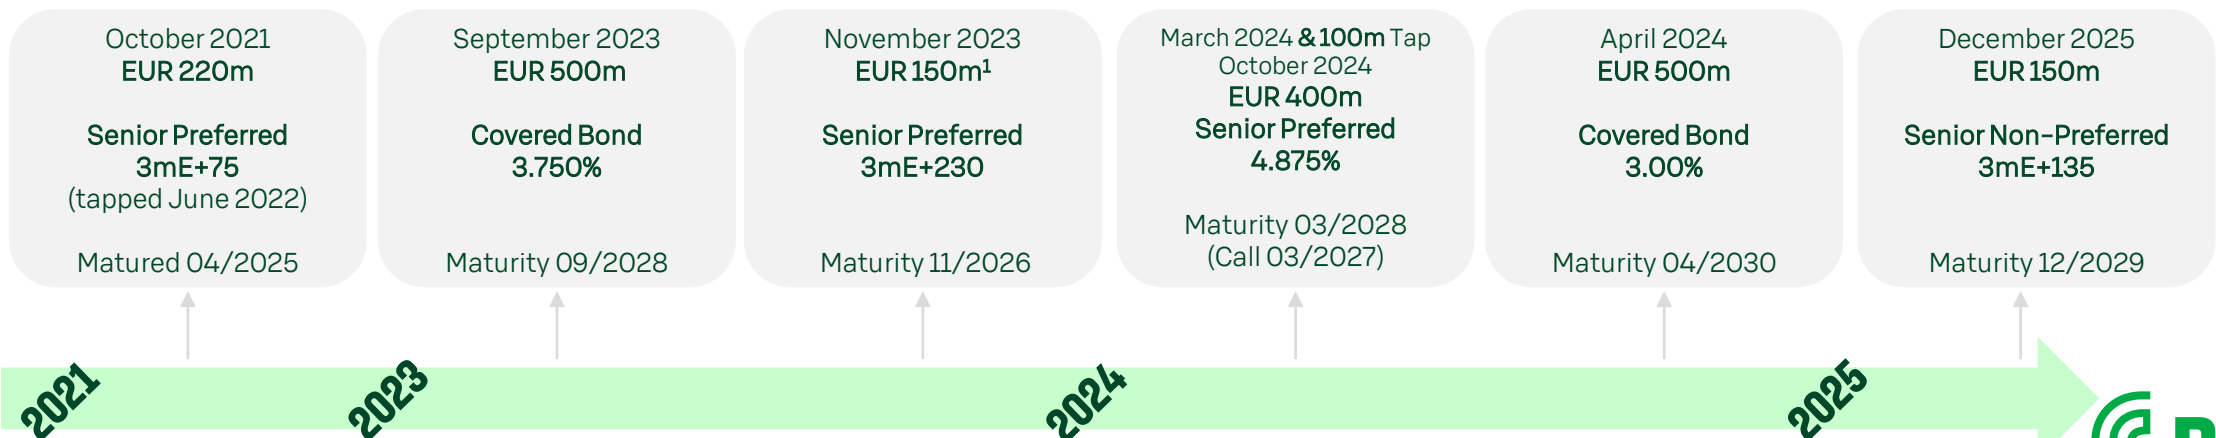 October 2021
EUR 220m
Senior Preferred
3mE+75
(tapped June 2022)
Matured 04/2025
September 2023
EUR 500m
Covered Bond
3.750%
Maturity 09/2028
November 2023
EUR 150m¹
Senior Preferred
3mE+230
Maturity 11/2026
March 2024 & 100m Tap
October 2024
EUR 400m
Senior Preferred
4.875%
Maturity 03/2028
(Call 03/2027)
April 2024
EUR 500m
Covered Bond
3.00%
Maturity 04/2030
December 2025
EUR 150m
Senior Non-Preferred
3mE+135
Maturity 12/2029
2021
2023
2024
2025